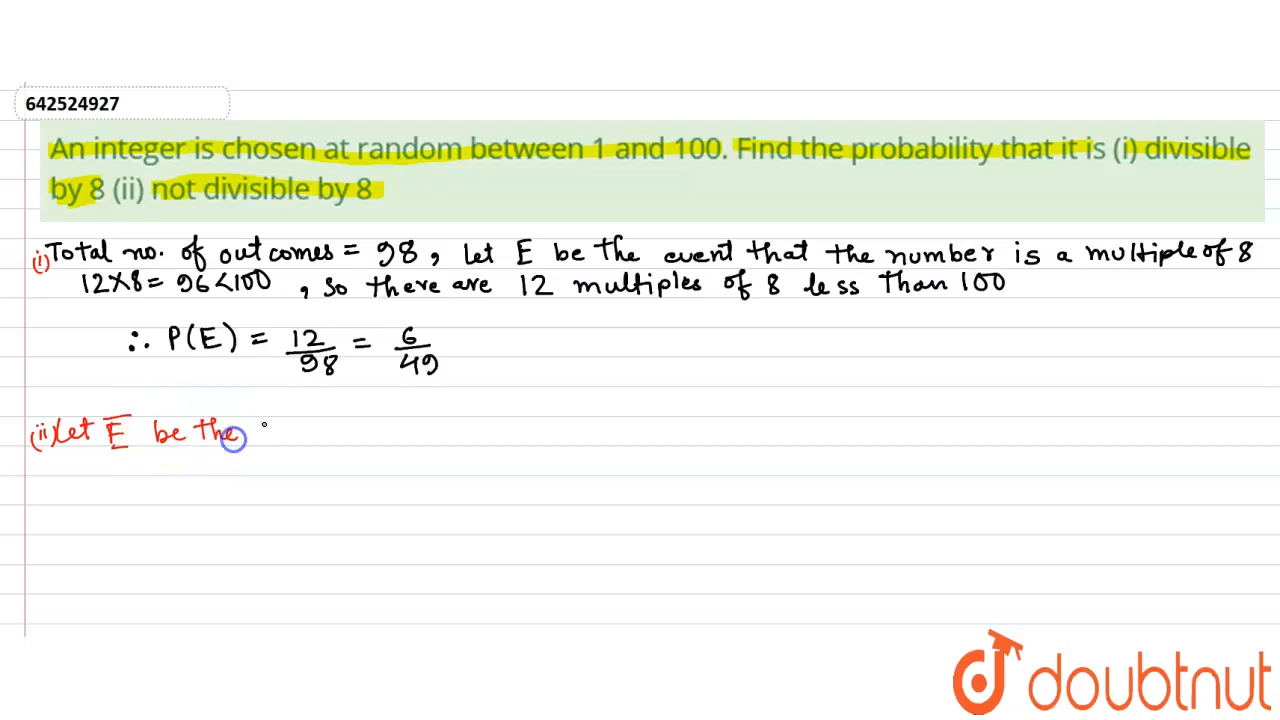 642524927
An integer is chosen at random between 1 and 100. Find the probability that it is (i) divisible
by 8 (ii) not divisible by 8
(i) Total no. of outcomes = 98, let E be the event that the number is a multiple of 8
12×8 = 96<100, so there are 12 multiples of 8 less than 100
∴ P(E) = 12/98 = 6/49
(ii) Let E̅ be the
doubtnut